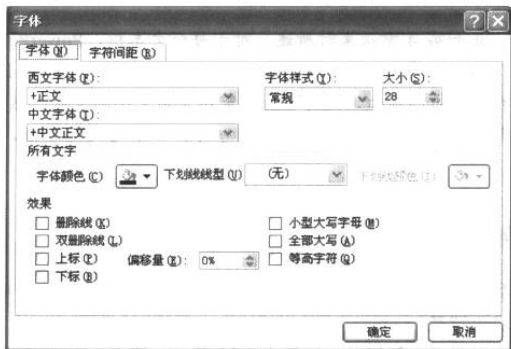 字体
字体(N) 字符间距(R)
西文字体(F): 字体样式(Y): 大小(S):
+正文 常规 28
中文字体(T):
+中文正文
所有文字
字体颜色(C) 下划线线型(U) (无) 下划线颜色(I)
效果
删除线(K) 小型大写字母(M)
双删除线(L) 全部大写(A)
上标(P) 偏移量(E): 0% 等高字符(Q)
下标(B)
确定 取消